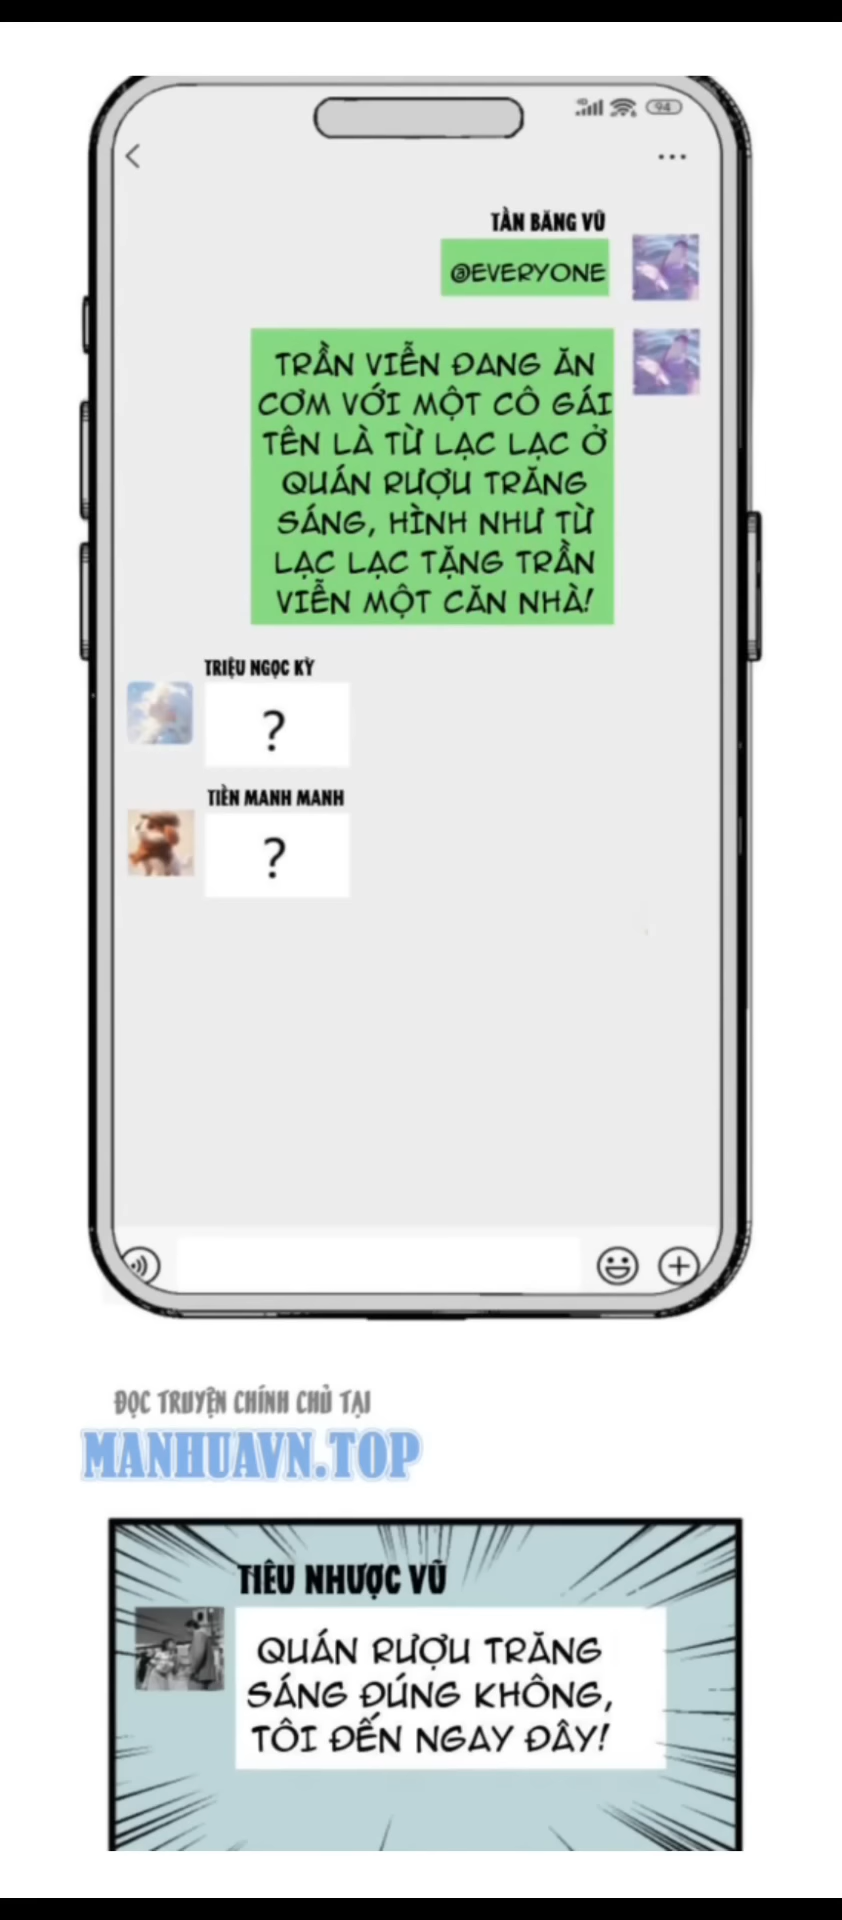 94
TẦN BĂNG VŨ
@EVERYONE
TRẦN VIỄN ĐANG ĂN
CƠM VỚI MỘT CÔ GÁI
TÊN LÀ TỪ LẠC LẠC Ở
QUÁN RƯỢU TRĂNG
SÁNG, HÌNH NHƯ TỪ
LẠC LẠC TẶNG TRẦN
VIỄN MỘT CĂN NHÀ!
TRIỆU NGỌC KỲ
?
TIỀN MANH MANH
?
ĐỌC TRUYỆN CHÍNH CHỦ TẠI
MANHUAVN.TOP
TIÊU NHƯỢC VŨ
QUÁN RƯỢU TRĂNG
SÁNG ĐÚNG KHÔNG,
TÔI ĐẾN NGAY ĐÂY!